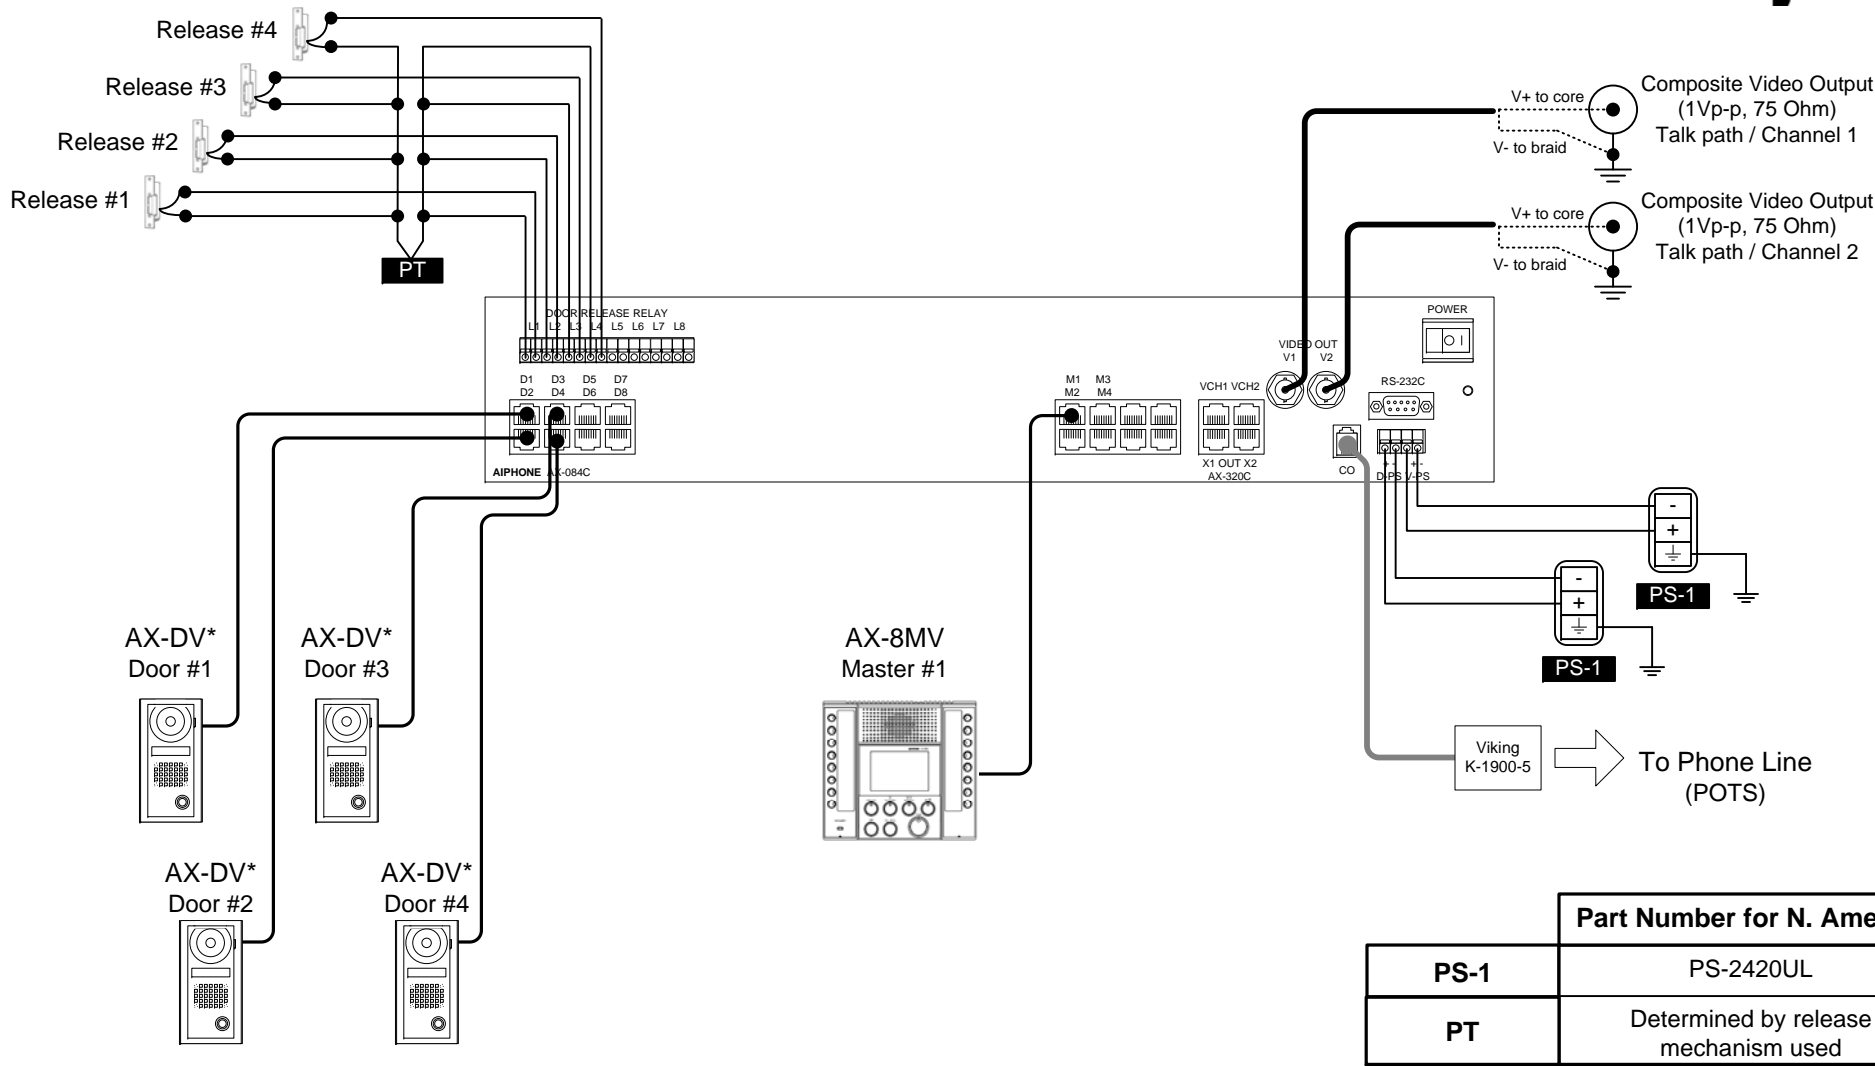 Release #4
Release #3
Release #2
Release #1
PT
V+ to core
V- to braid
Composite Video Output
(1Vp-p, 75 Ohm)
Talk path / Channel 1
V+ to core
V- to braid
Composite Video Output
(1Vp-p, 75 Ohm)
Talk path / Channel 2
DOOR RELEASE RELAY
L1 L2 L3 L4 L5 L6 L7 L8
D1 D3 D5 D7
D2 D4 D6 D8
AIPHONE AX-084C
M1 M3
M2 M4
VCH1 VCH2
X1 OUT X2
AX-320C
VIDEO OUT
V1 V2
POWER
O I
RS-232C
CO
+ - + -
D-PS V-PS
-
+
PS-1
-
+
PS-1
AX-DV*
Door #1
AX-DV*
Door #3
AX-8MV
Master #1
Viking
K-1900-5
To Phone Line
(POTS)
AX-DV*
Door #2
AX-DV*
Door #4
Part Number for N. Ame
PS-1 PS-2420UL
PT Determined by release
mechanism used